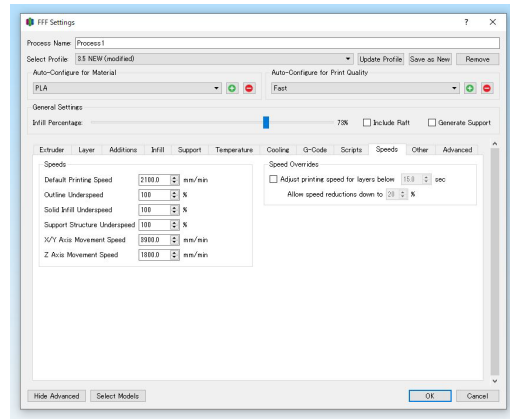 FFF Settings ? ×
Process Name: Process1
Select Profile: 3.5 NEW (modified) Update Profile Save as New Remove
Auto-Configure for Material Auto-Configure for Print Quality
PLA Fast
General Settings
Infill Percentage: 73% Include Raft Generate Support
Extruder Layer Additions Infill Support Temperature Cooling G-Code Scripts Speeds Other Advanced
Speeds Speed Overrides
Default Printing Speed 2100.0 mm/min Adjust printing speed for layers below 15.0 sec
Outline Underspeed 100 % Allow speed reductions down to 20 %
Solid Infill Underspeed 100 %
Support Structure Underspeed 100 %
X/Y Axis Movement Speed 9900.0 mm/min
Z Axis Movement Speed 1800.0 mm/min
Hide Advanced Select Models OK Cancel